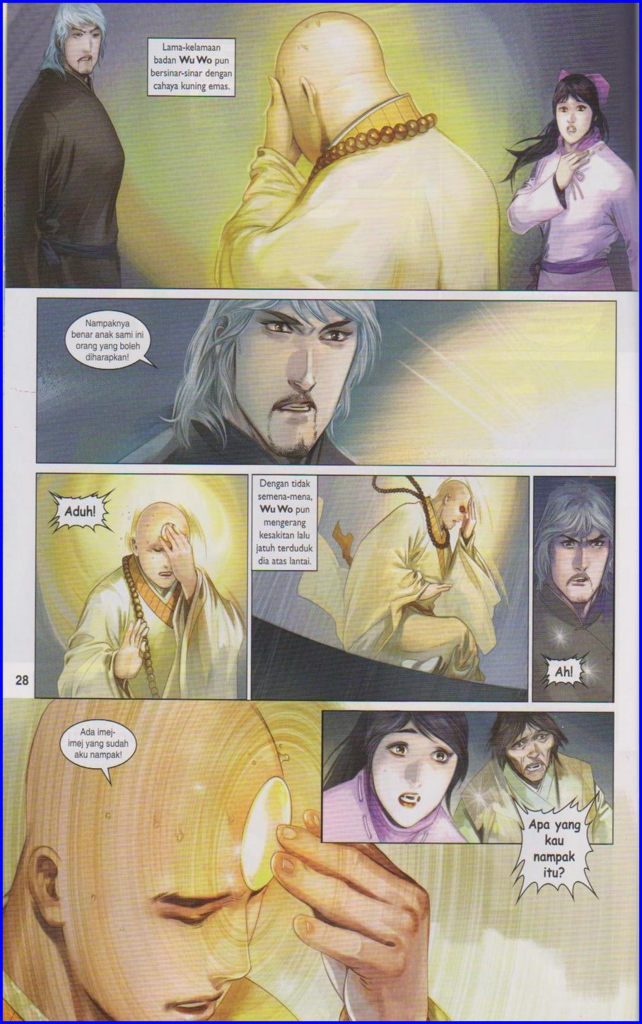 Lama-kelamaan
badan Wu Wo pun
bersinar-sinar dengan
cahaya kuning emas.
Nampaknya
benar anak sami ini
orang yang boleh
diharapkan!
Aduh!
Dengan tidak
semena-mena,
Wu Wo pun
mengerang
kesakitan lalu
jatuh terduduk
dia atas lantai.
Ah!
28
Ada imej-
imej yang sudah
aku nampak!
Apa yang
kau
nampak
itu?